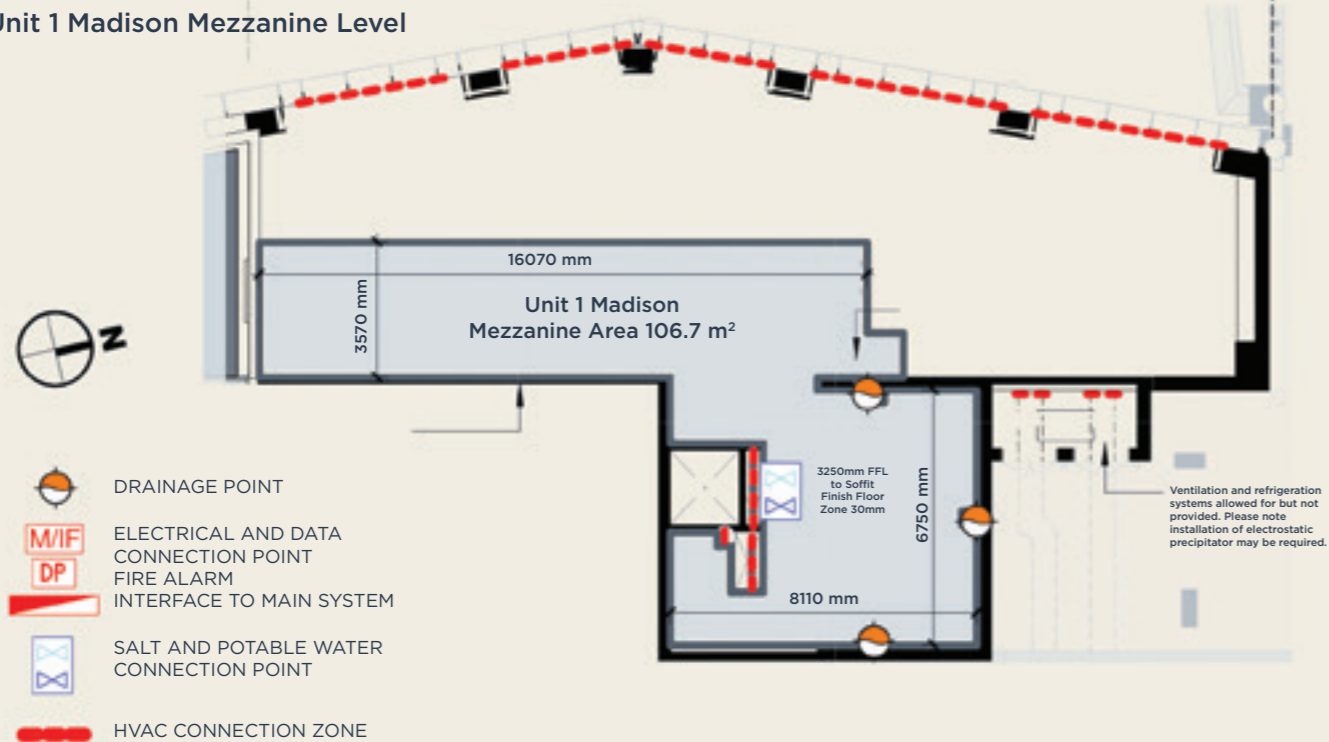 Unit 1 Madison Mezzanine Level
16070 mm
3570 mm
Unit 1 Madison
Mezzanine Area 106.7 m²
N
3250mm FFL
to Soffit
Finish Floor
Zone 30mm
6750 mm
8110 mm
Ventilation and refrigeration
systems allowed for but not
provided. Please note
installation of electrostatic
precipitator may be required.
DRAINAGE POINT
M/IF
ELECTRICAL AND DATA
CONNECTION POINT
DP
FIRE ALARM
INTERFACE TO MAIN SYSTEM
SALT AND POTABLE WATER
CONNECTION POINT
HVAC CONNECTION ZONE